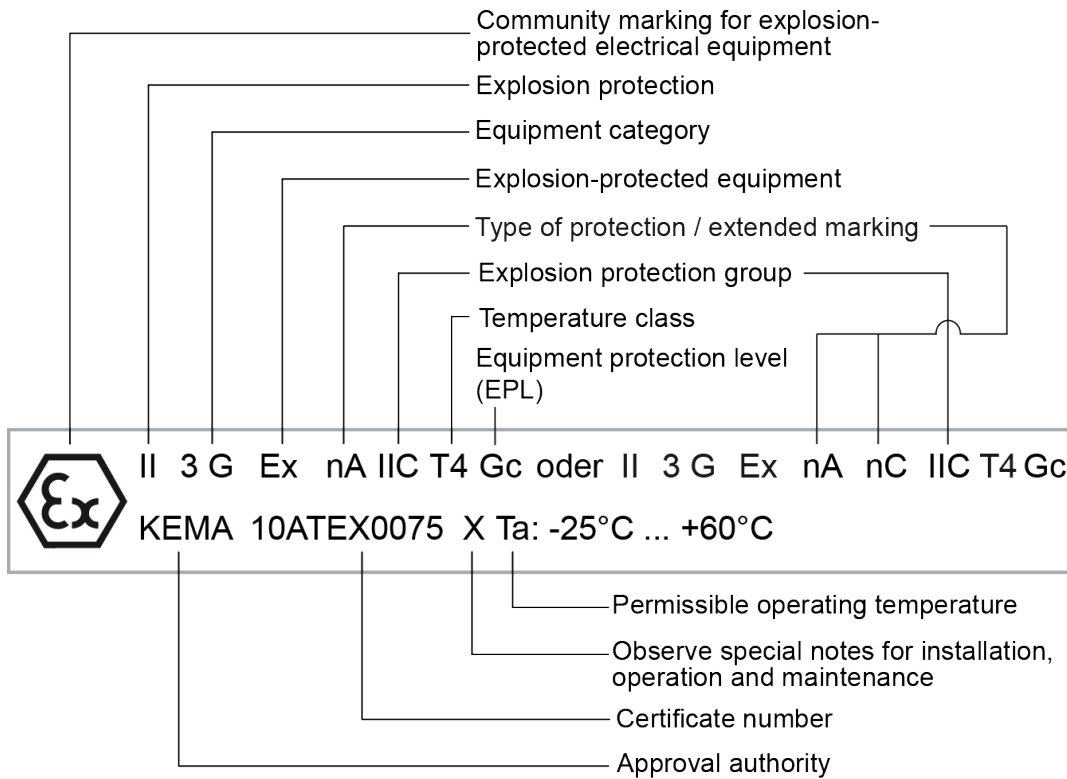 Community marking for explosion-
protected electrical equipment
Explosion protection
Equipment category
Explosion-protected equipment
Type of protection / extended marking
Explosion protection group
Temperature class
Equipment protection level
(EPL)
Ex II 3 G Ex nA IIC T4 Gc oder II 3 G Ex nA nC IIC T4 Gc
KEMA 10ATEX0075 X Ta: -25°C ... +60°C
Permissible operating temperature
Observe special notes for installation,
operation and maintenance
Certificate number
Approval authority